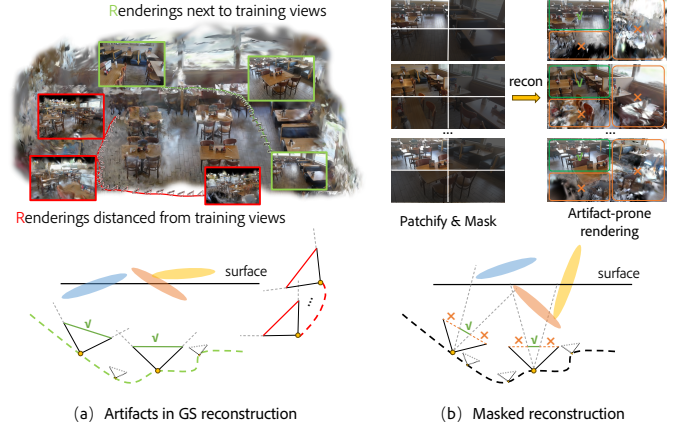 Renderings next to training views
Renderings distanced from training views
recon
...
...
Patchify & Mask
Artifact-prone
rendering
surface
...
√
√
surface
√
√
(a) Artifacts in GS reconstruction
(b) Masked reconstruction